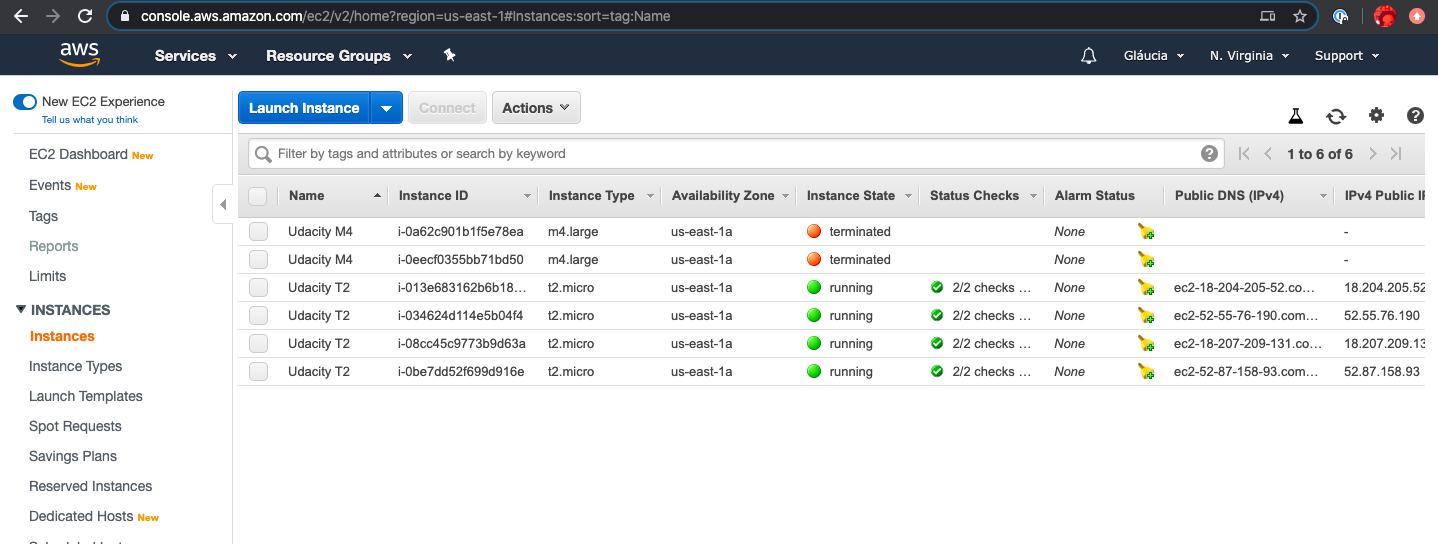 console.aws.amazon.com/ec2/v2/home?region=us-east-1#Instances:sort=tag:Name
aws Services Resource Groups Gláucia N. Virginia Support
New EC2 Experience
Tell us what you think
EC2 Dashboard New
Events New
Tags
Reports
Limits
INSTANCES
Instances
Instance Types
Launch Templates
Spot Requests
Savings Plans
Reserved Instances
Dedicated Hosts New
Launch Instance Connect Actions
Filter by tags and attributes or search by keyword 1 to 6 of 6
Name Instance ID Instance Type Availability Zone Instance State Status Checks Alarm Status Public DNS (IPv4) IPv4 Public IP
Udacity M4 i-0a62c901b1f5e78ea m4.large us-east-1a terminated None -
Udacity M4 i-0eecf0355bb71bd50 m4.large us-east-1a terminated None -
Udacity T2 i-013e683162b6b18... t2.micro us-east-1a running 2/2 checks ... None ec2-18-204-205-52.co... 18.204.205.52
Udacity T2 i-034624d114e5b04f4 t2.micro us-east-1a running 2/2 checks ... None ec2-52-55-76-190.com... 52.55.76.190
Udacity T2 i-08cc45c9773b9d63a t2.micro us-east-1a running 2/2 checks ... None ec2-18-207-209-131.co... 18.207.209.13
Udacity T2 i-0be7dd52f699d916e t2.micro us-east-1a running 2/2 checks ... None ec2-52-87-158-93.com... 52.87.158.93